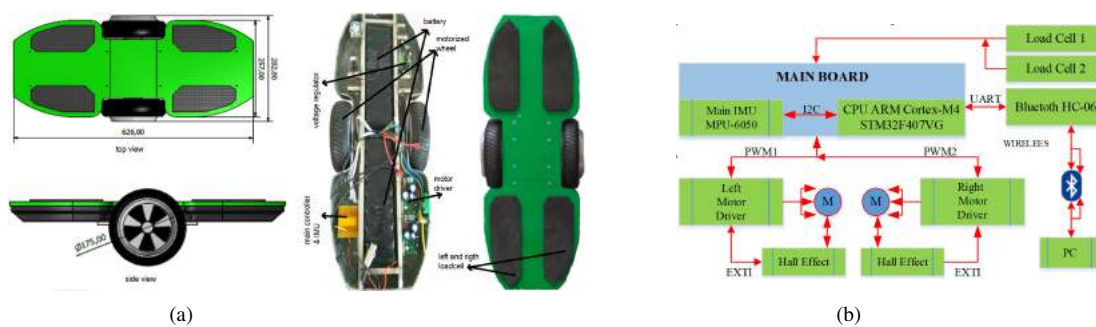 257,00
282,00
626,00
top view
Ø175,00
side view
battery
motorized
wheel
voltage regulator
motor
driver
main controller
& IMU
left and rigth
loadcell
(a)
Load Cell 1
Load Cell 2
MAIN BOARD
Main IMU
MPU-6050
I2C
CPU ARM Cortex-M4
STM32F407VG
UART
Bluetoth HC-06
WIRELEES
PWM1
PWM2
Left
Motor
Driver
M
M
Right
Motor
Driver
Hall Effect
Hall Effect
EXTI
EXTI
PC
(b)